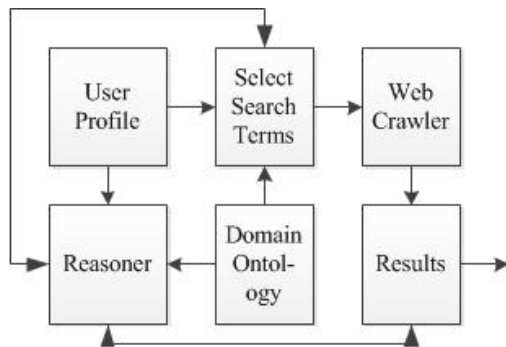 User
Profile
Select
Search
Terms
Web
Crawler
Reasoner
Domain
Ontol-
ogy
Results